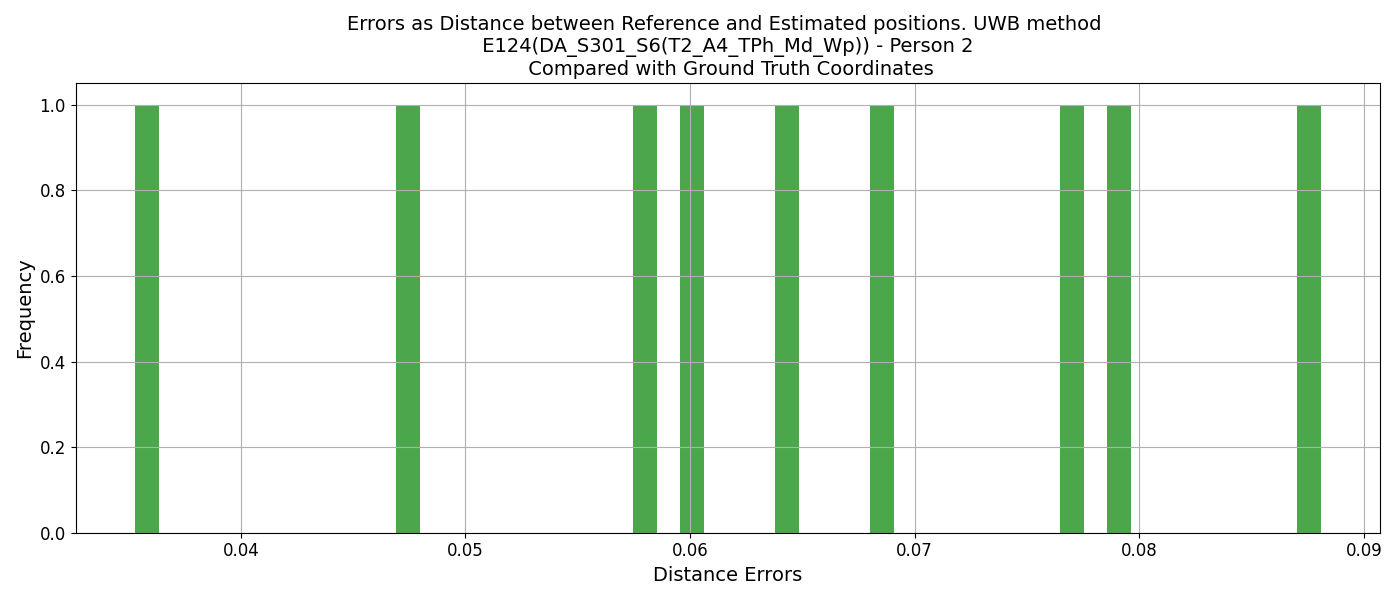 Errors as Distance between Reference and Estimated positions. UWB method
E124(DA_S301_S6(T2_A4_TPh_Md_Wp)) - Person 2
Compared with Ground Truth Coordinates
Frequency
1.0
0.8
0.6
0.4
0.2
0.0
0.04 0.05 0.06 0.07 0.08 0.09
Distance Errors